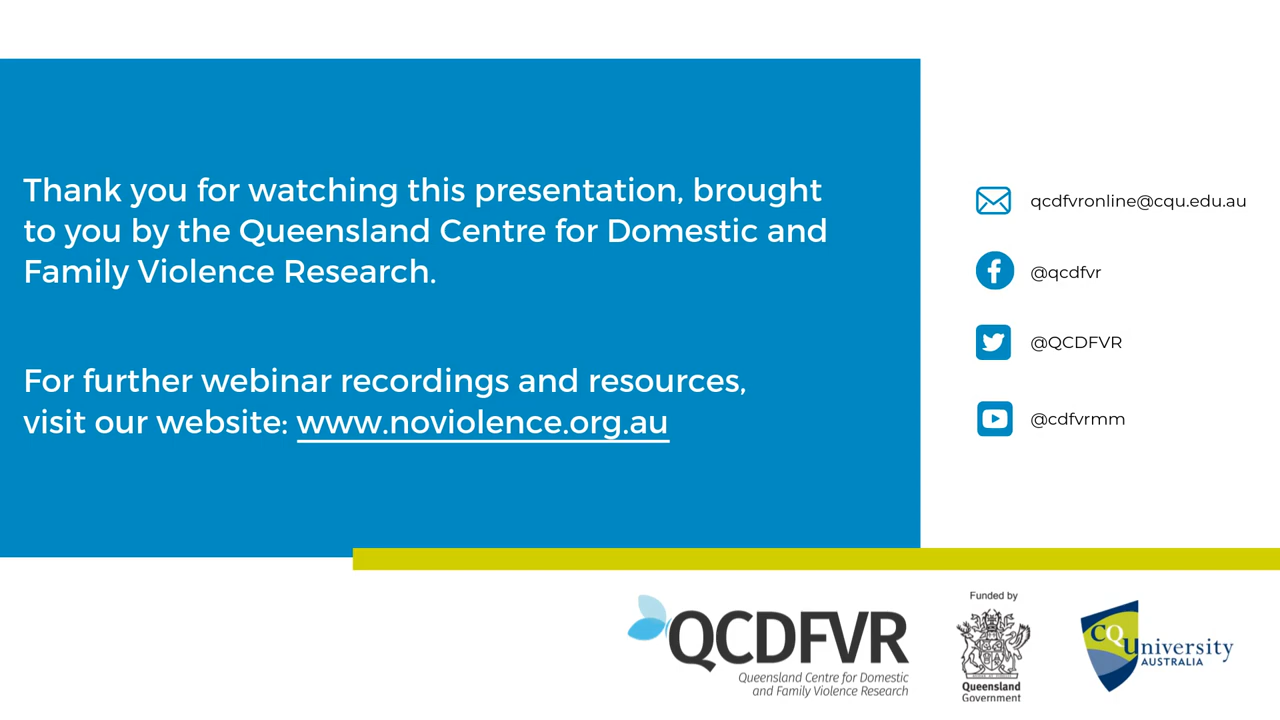 Thank you for watching this presentation, brought
to you by the Queensland Centre for Domestic and
Family Violence Research.
For further webinar recordings and resources,
visit our website: www.noviolence.org.au
qcdfvronline@cqu.edu.au
@qcdfvr
@QCDFVR
@cdfvrmm
QCDFVR
Queensland Centre for Domestic
and Family Violence Research
Funded by
Queensland
Government
CQUniversity
AUSTRALIA